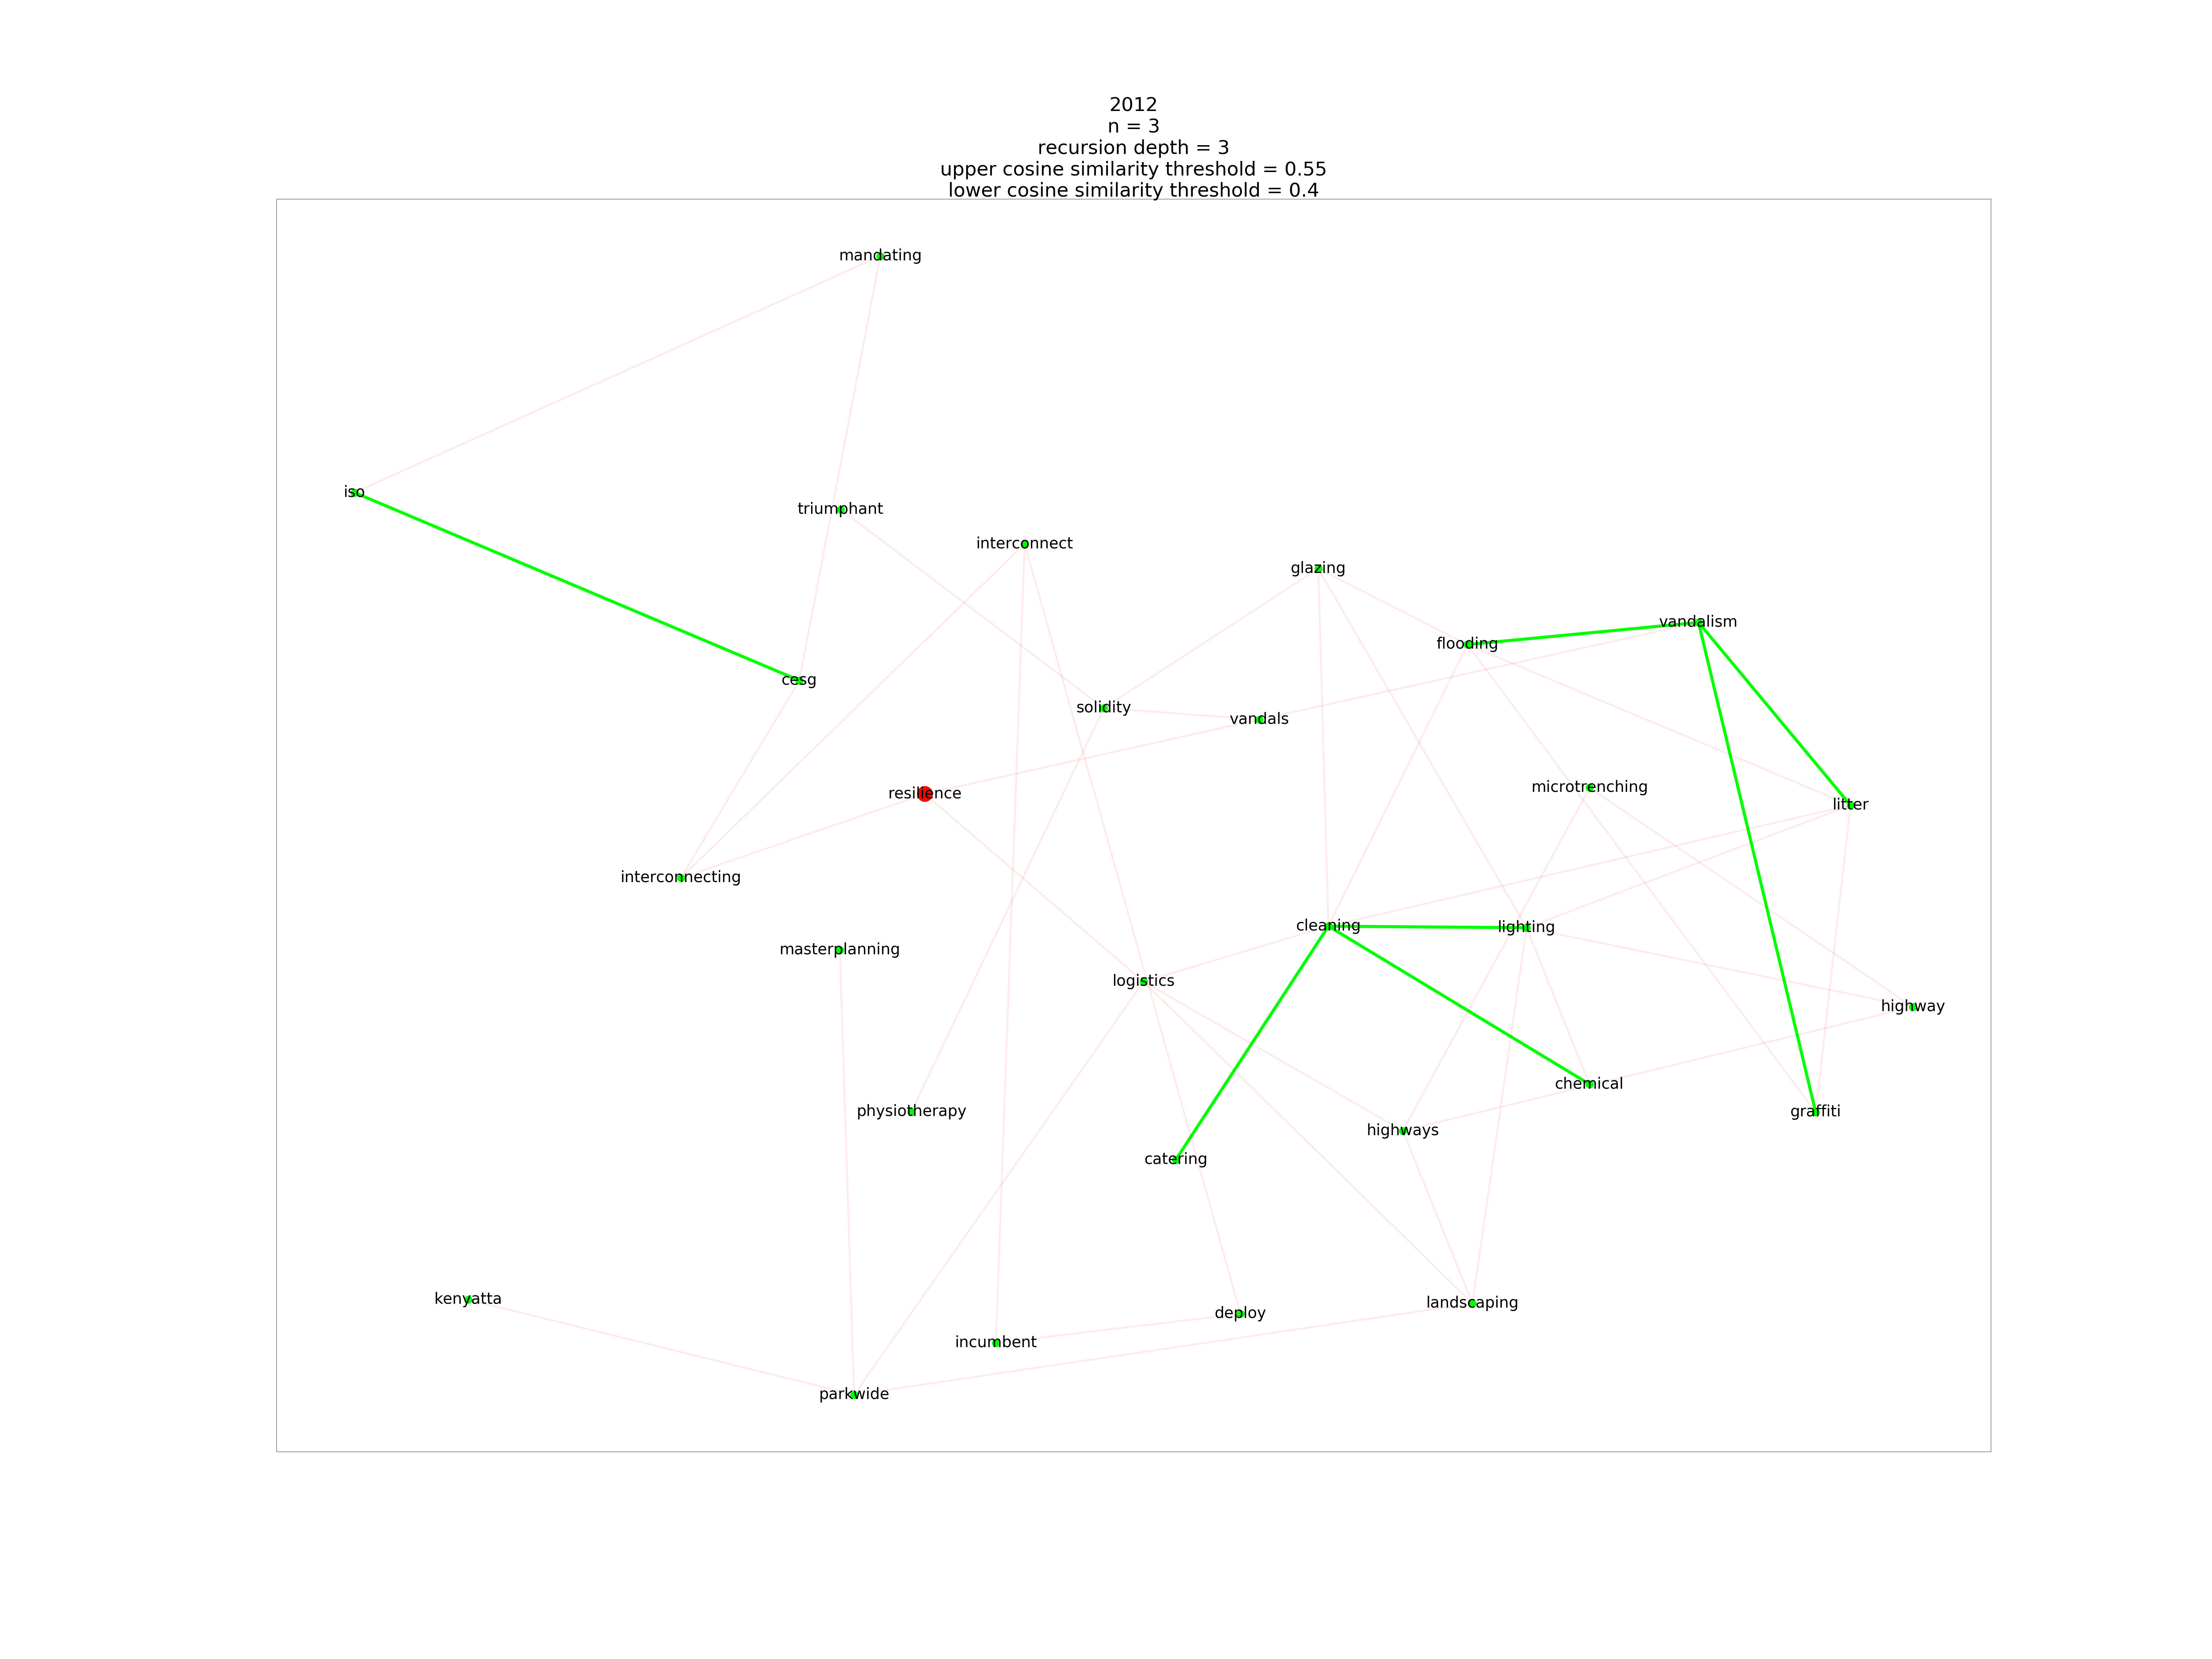 2012
n = 3
recursion depth = 3
upper cosine similarity threshold = 0.55
lower cosine similarity threshold = 0.4
mandating
iso
triumphant
interconnect
glazing
vandalism
flooding
cesg
solidity
vandals
microtrenching
resilience
litter
interconnecting
cleaning
lighting
masterplanning
logistics
highway
chemical
physiotherapy
graffiti
highways
catering
kenyatta
landscaping
deploy
incumbent
parkwide